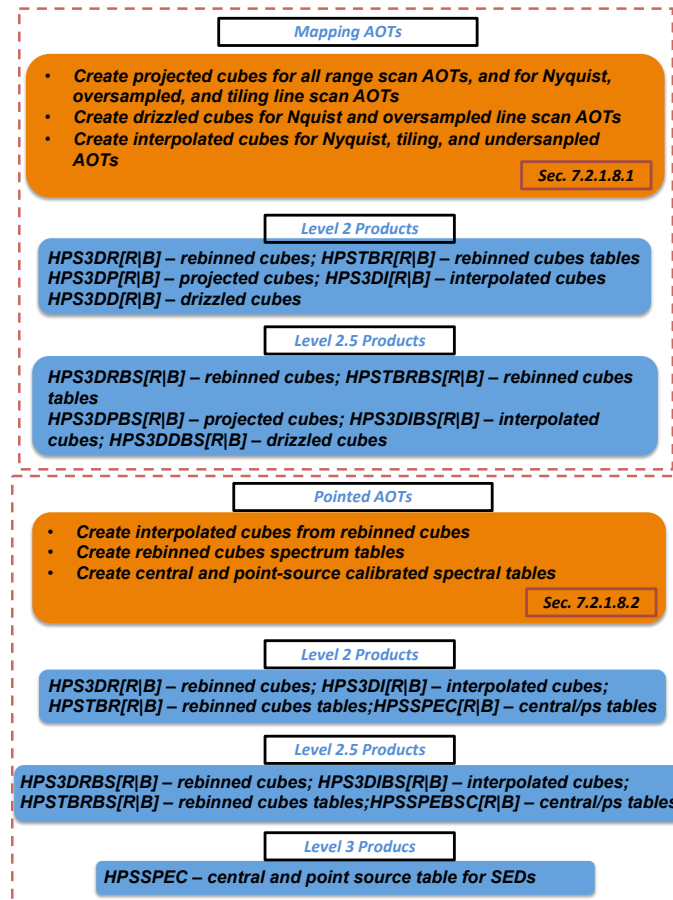 Mapping AOTs
• Create projected cubes for all range scan AOTs, and for Nyquist,
oversampled, and tiling line scan AOTs
• Create drizzled cubes for Nquist and oversampled line scan AOTs
• Create interpolated cubes for Nyquist, tiling, and undersanpled
AOTs
Sec. 7.2.1.8.1
Level 2 Products
HPS3DR[R|B] – rebinned cubes; HPSTBR[R|B] – rebinned cubes tables
HPS3DP[R|B] – projected cubes; HPS3DI[R|B] – interpolated cubes
HPS3DD[R|B] – drizzled cubes
Level 2.5 Products
HPS3DRBS[R|B] – rebinned cubes; HPSTBRBS[R|B] – rebinned cubes
tables
HPS3DPBS[R|B] – projected cubes; HPS3DIBS[R|B] – interpolated
cubes; HPS3DDBS[R|B] – drizzled cubes
Pointed AOTs
• Create interpolated cubes from rebinned cubes
• Create rebinned cubes spectrum tables
• Create central and point-source calibrated spectral tables
Sec. 7.2.1.8.2
Level 2 Products
HPS3DR[R|B] – rebinned cubes; HPS3DI[R|B] – interpolated cubes;
HPSTBR[R|B] – rebinned cubes tables;HPSSPEC[R|B] – central/ps tables
Level 2.5 Products
HPS3DRBS[R|B] – rebinned cubes; HPS3DIBS[R|B] – interpolated cubes;
HPSTBRBS[R|B] – rebinned cubes tables;HPSSPEBSC[R|B] – central/ps tables
Level 3 Producs
HPSSPEC – central and point source table for SEDs